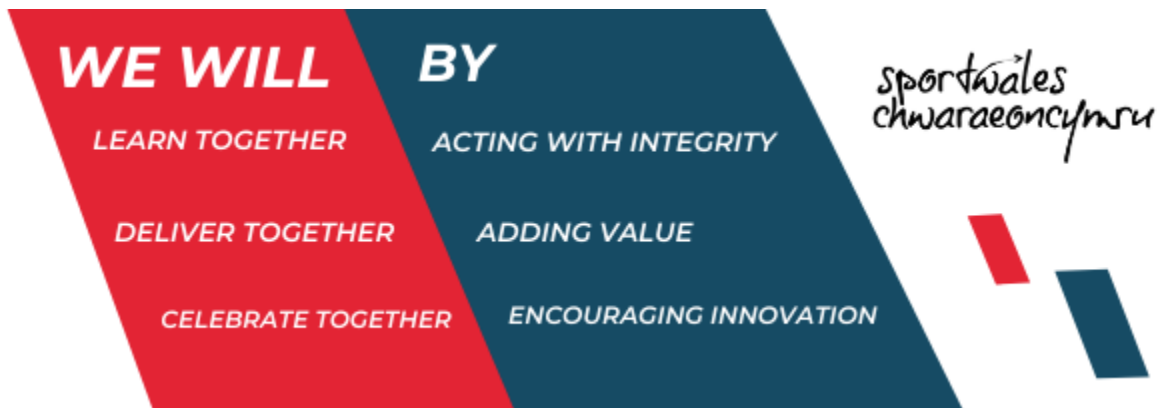 WE WILL
LEARN TOGETHER
DELIVER TOGETHER
CELEBRATE TOGETHER
BY
ACTING WITH INTEGRITY
ADDING VALUE
ENCOURAGING INNOVATION
sportwales
chwaraeoncymru